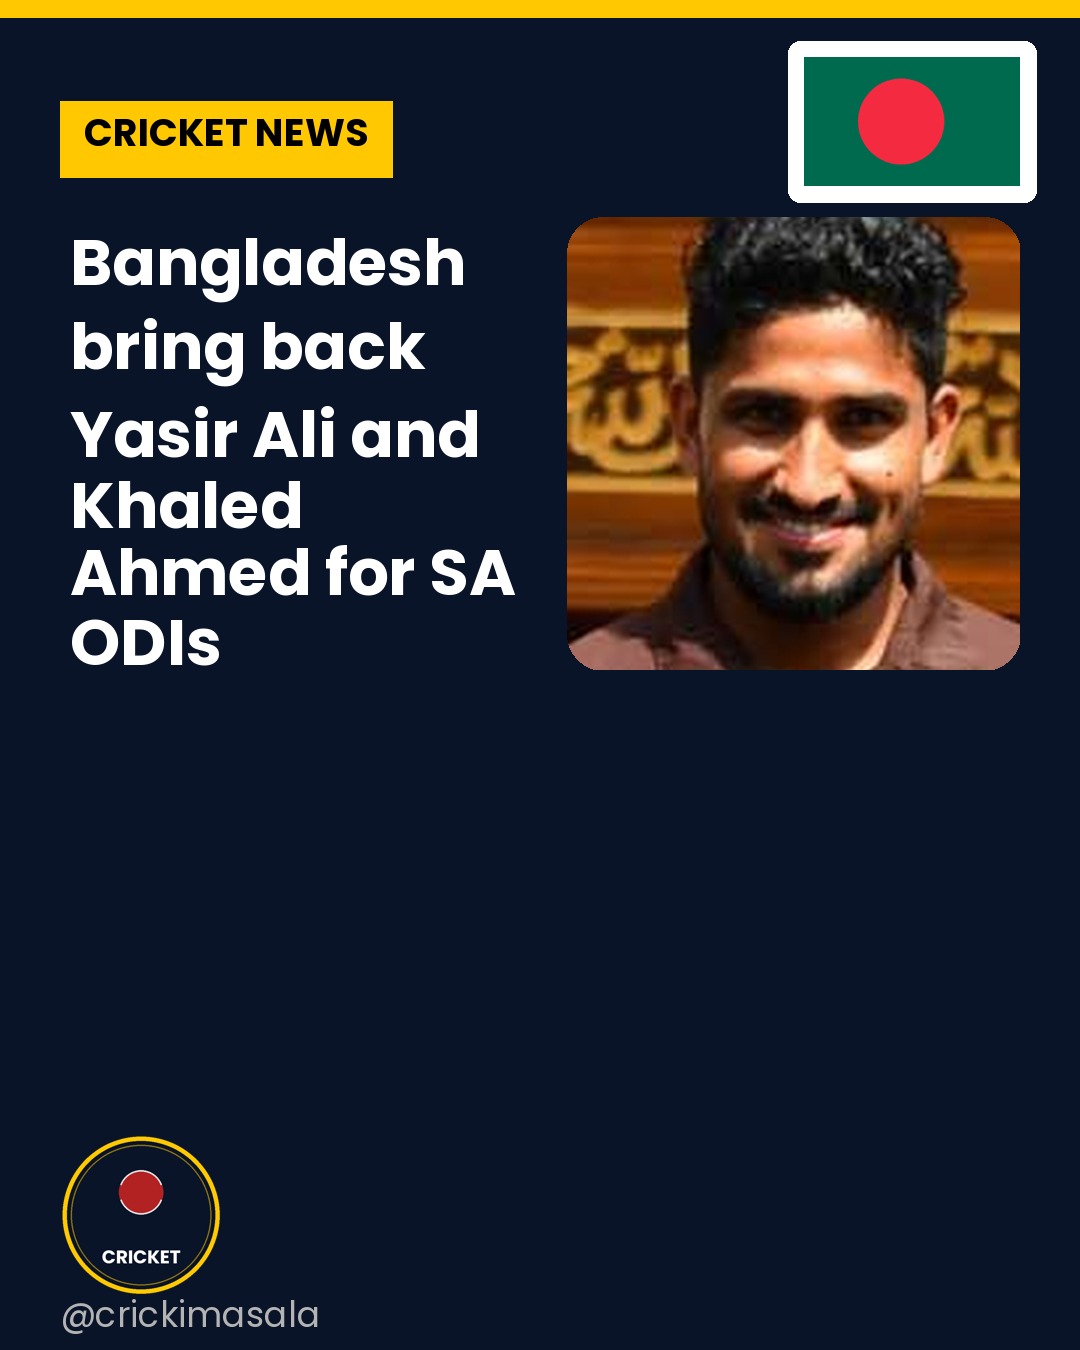 CRICKET NEWS
Bangladesh
bring back
Yasir Ali and
Khaled
Ahmed for SA
ODIs
CRICKET
@crickimasala